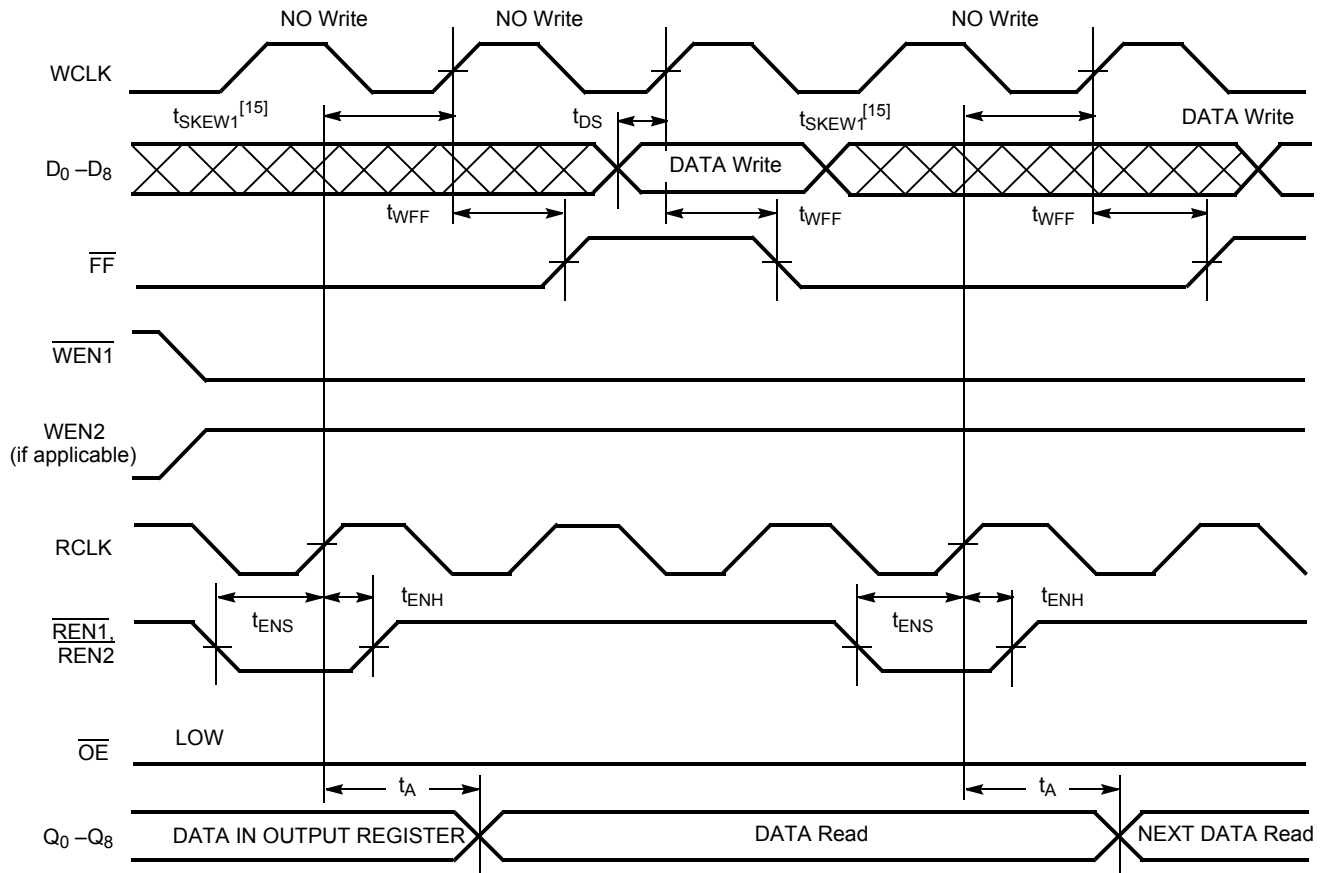 NO Write NO Write NO Write
WCLK
tSKEW1[15] tDS tSKEW1[15] DATA Write
D0 –D8 DATA Write
tWFF tWFF tWFF
FF
WEN1
WEN2
(if applicable)
RCLK
tENH tENH
tENS tENS
REN1,
REN2
LOW
OE
tA tA
Q0 –Q8 DATA IN OUTPUT REGISTER DATA Read NEXT DATA Read